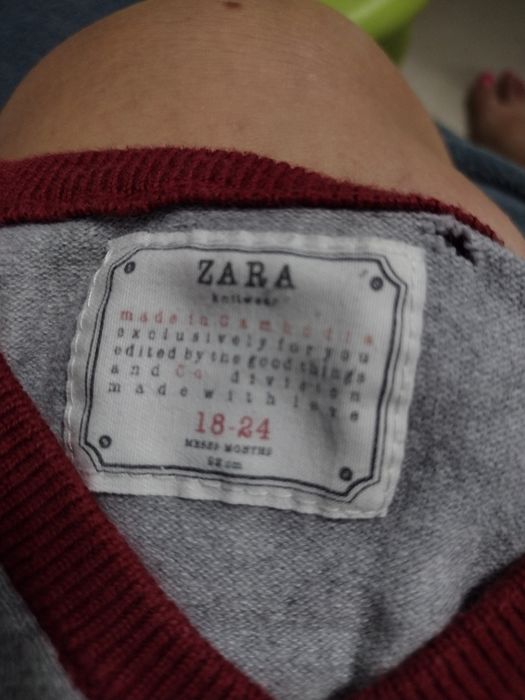 ZARA
knitwear
made in Cambodia
exclusively for you
edited by the good things
and Co. division
made with love
18-24
MESES MONTHS
92 cm